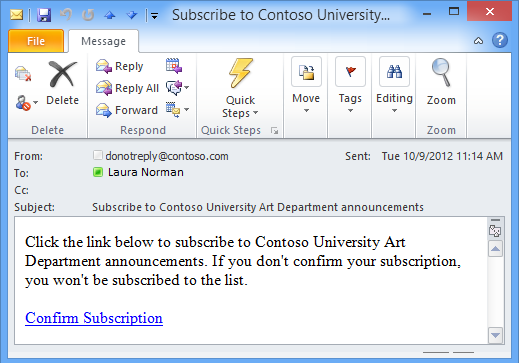 Subscribe to Contoso University...
File Message
Delete
Reply
Reply All
Forward
Quick
Steps
Move
Tags
Editing
Zoom
Delete Respond Quick Steps Zoom
From: donotreply@contoso.com Sent: Tue 10/9/2012 11:14 AM
To: Laura Norman
Cc:
Subject: Subscribe to Contoso University Art Department announcements
Click the link below to subscribe to Contoso University Art
Department announcements. If you don't confirm your subscription,
you won't be subscribed to the list.
Confirm Subscription